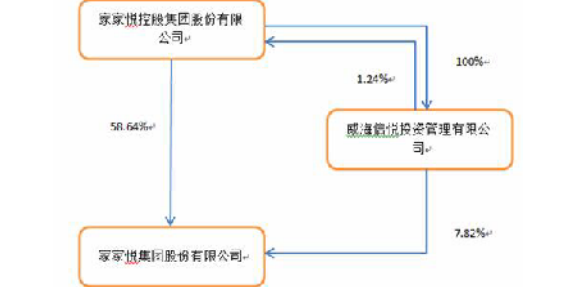 家家悦控股集团股份有限
公司
100%
1.24%
58.64%
威海信悦投资管理有限公
司
7.82%
家家悦集团股份有限公司